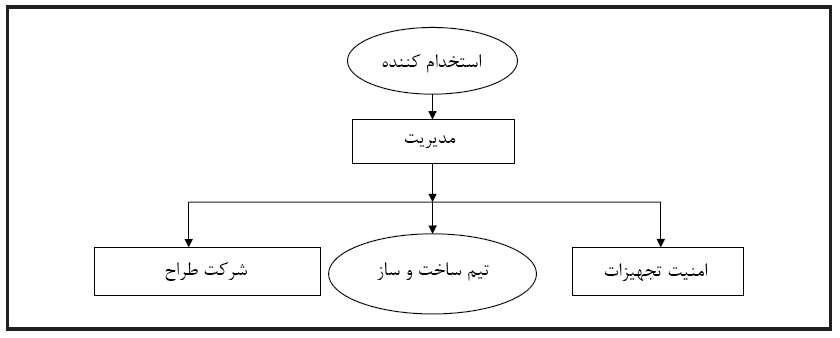 استخدام کننده
مدیریت
امنیت تجهیزات
تیم ساخت و ساز
شرکت طراح